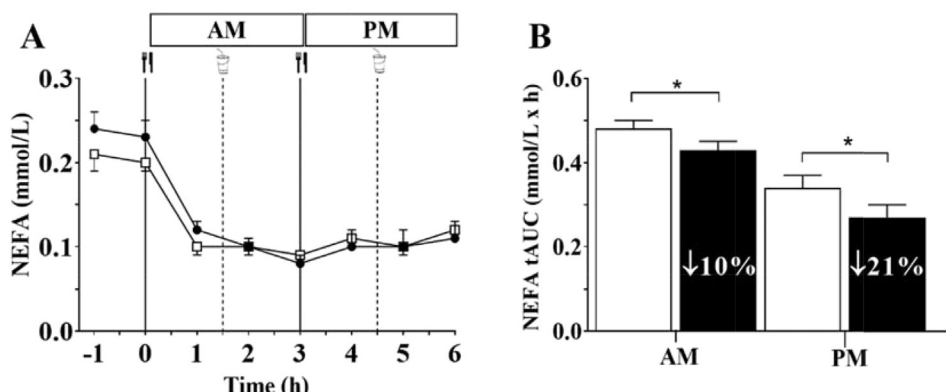 A
AM PM
0.3
0.2
0.1
0.0
NEFA (mmol/L)
-1 0 1 2 3 4 5 6
Time (h)
B
0.6
0.4
0.2
0.0
NEFA tAUC (mmol/L x h)
*
*
↓10%
↓21%
AM PM